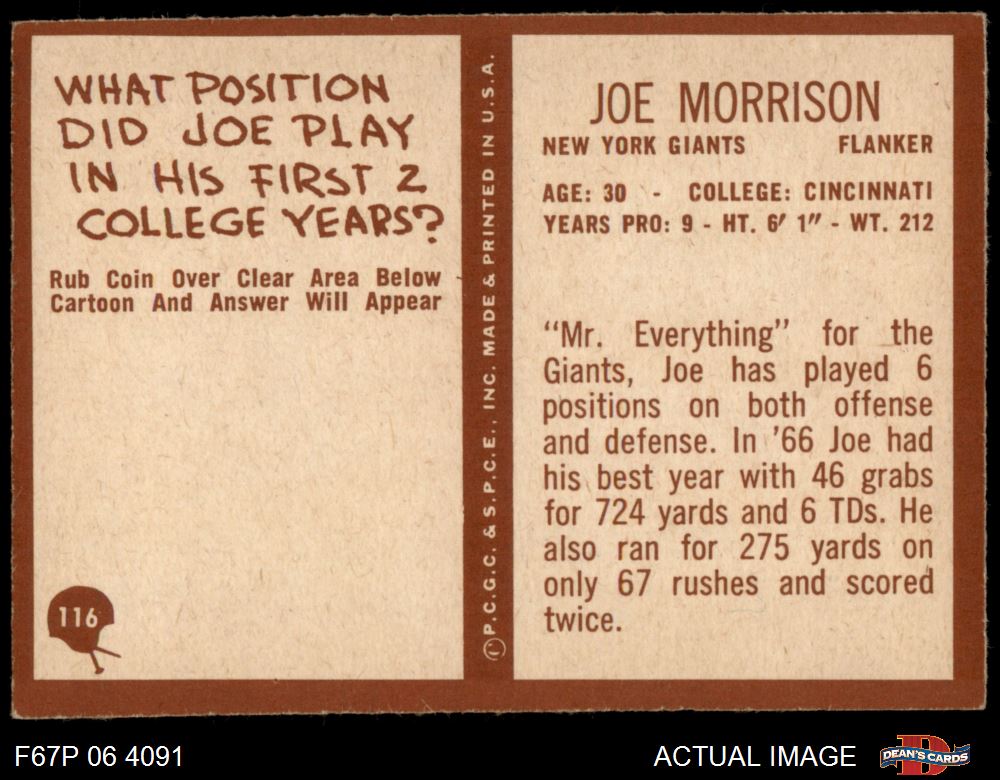 WHAT POSITION
DID JOE PLAY
IN HIS FIRST 2
COLLEGE YEARS?
Rub Coin Over Clear Area Below
Cartoon And Answer Will Appear
116
© P.C.G.C. & S.P.C.E., INC. MADE & PRINTED IN U.S.A.
JOE MORRISON
NEW YORK GIANTS FLANKER
AGE: 30 - COLLEGE: CINCINNATI
YEARS PRO: 9 - HT. 6' 1" - WT. 212
"Mr. Everything" for the
Giants, Joe has played 6
positions on both offense
and defense. In '66 Joe had
his best year with 46 grabs
for 724 yards and 6 TDs. He
also ran for 275 yards on
only 67 rushes and scored
twice.
F67P 06 4091
ACTUAL IMAGE
DEAN'S CARDS